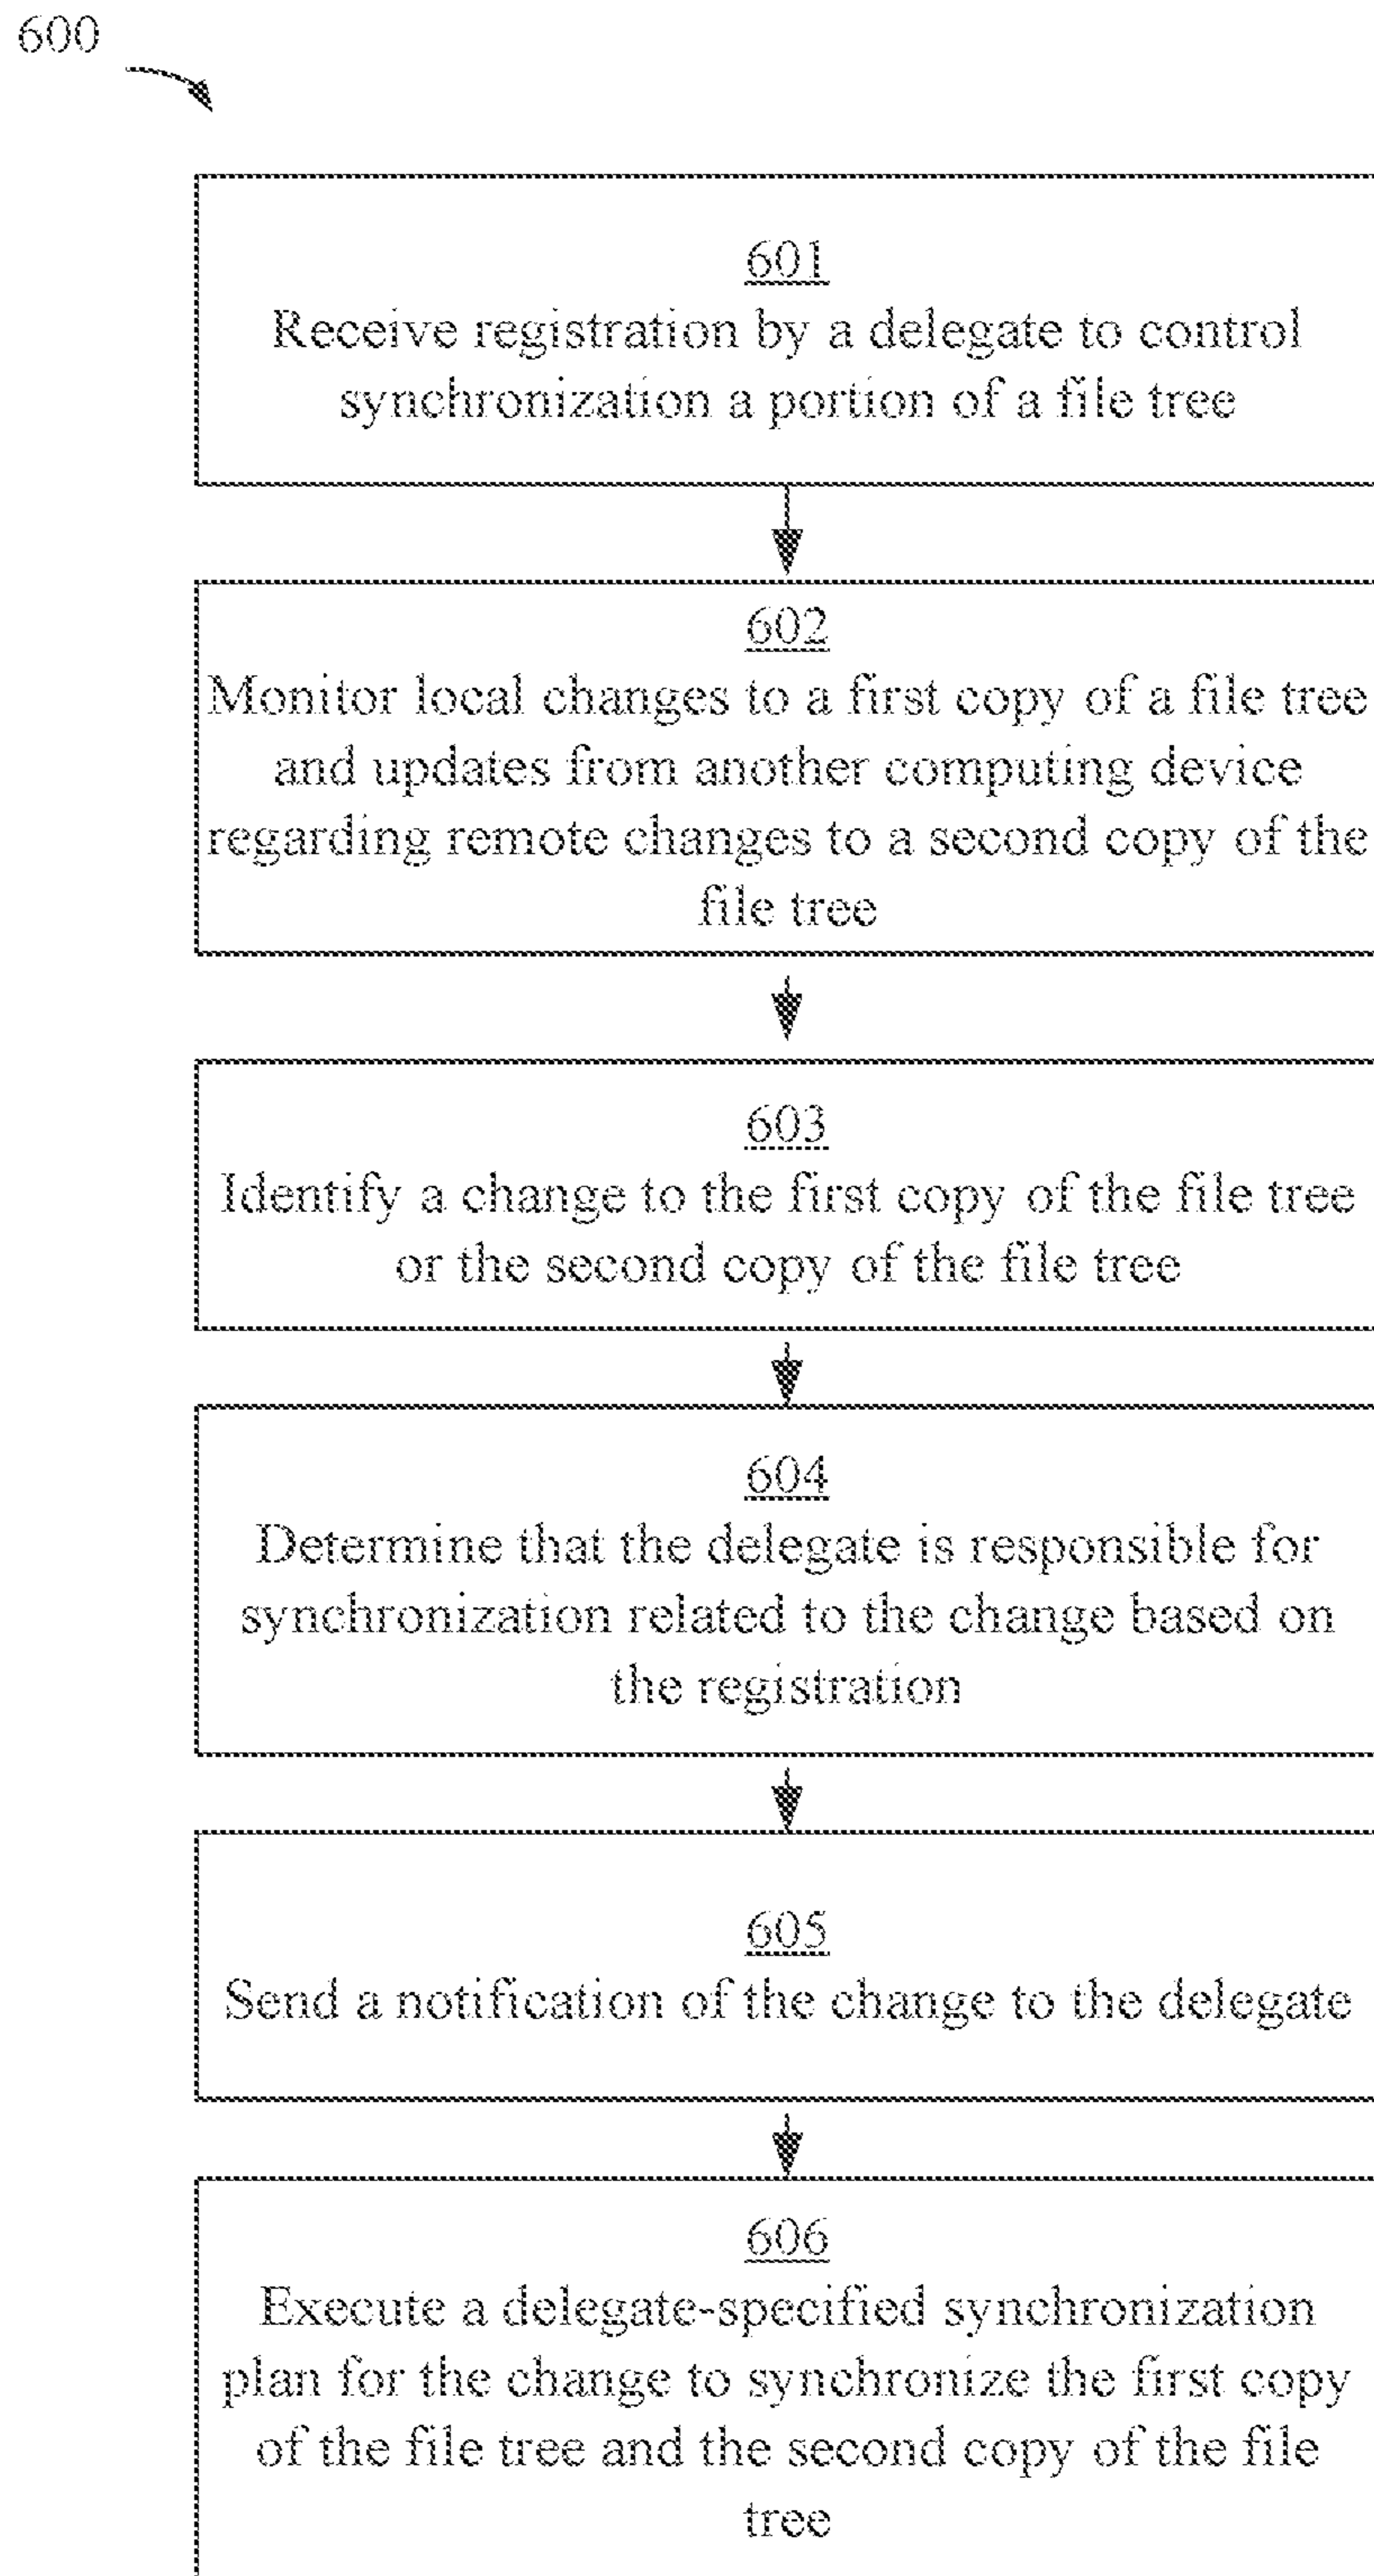 600
601
Receive registration by a delegate to control
synchronization a portion of a file tree
602
Monitor local changes to a first copy of a file tree
and updates from another computing device
regarding remote changes to a second copy of the
file tree
603
Identify a change to the first copy of the file tree
or the second copy of the file tree
604
Determine that the delegate is responsible for
synchronization related to the change based on
the registration
605
Send a notification of the change to the delegate
606
Execute a delegate-specified synchronization
plan for the change to synchronize the first copy
of the file tree and the second copy of the file
tree